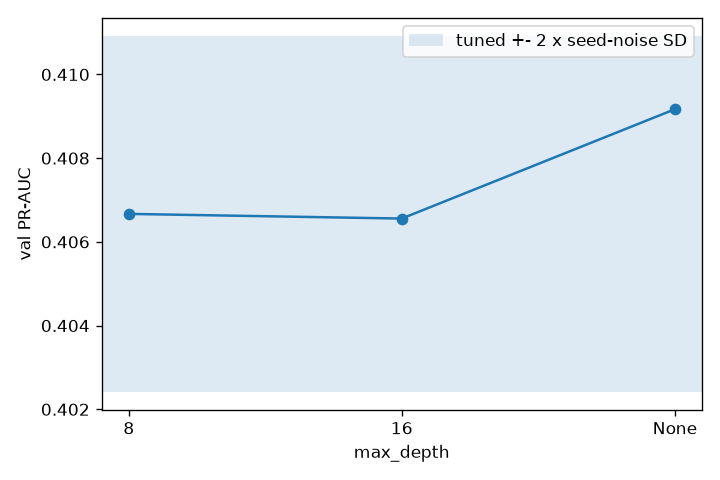 tuned +- 2 x seed-noise SD
0.410
0.408
0.406
0.404
0.402
val PR-AUC
8 16 None
max_depth